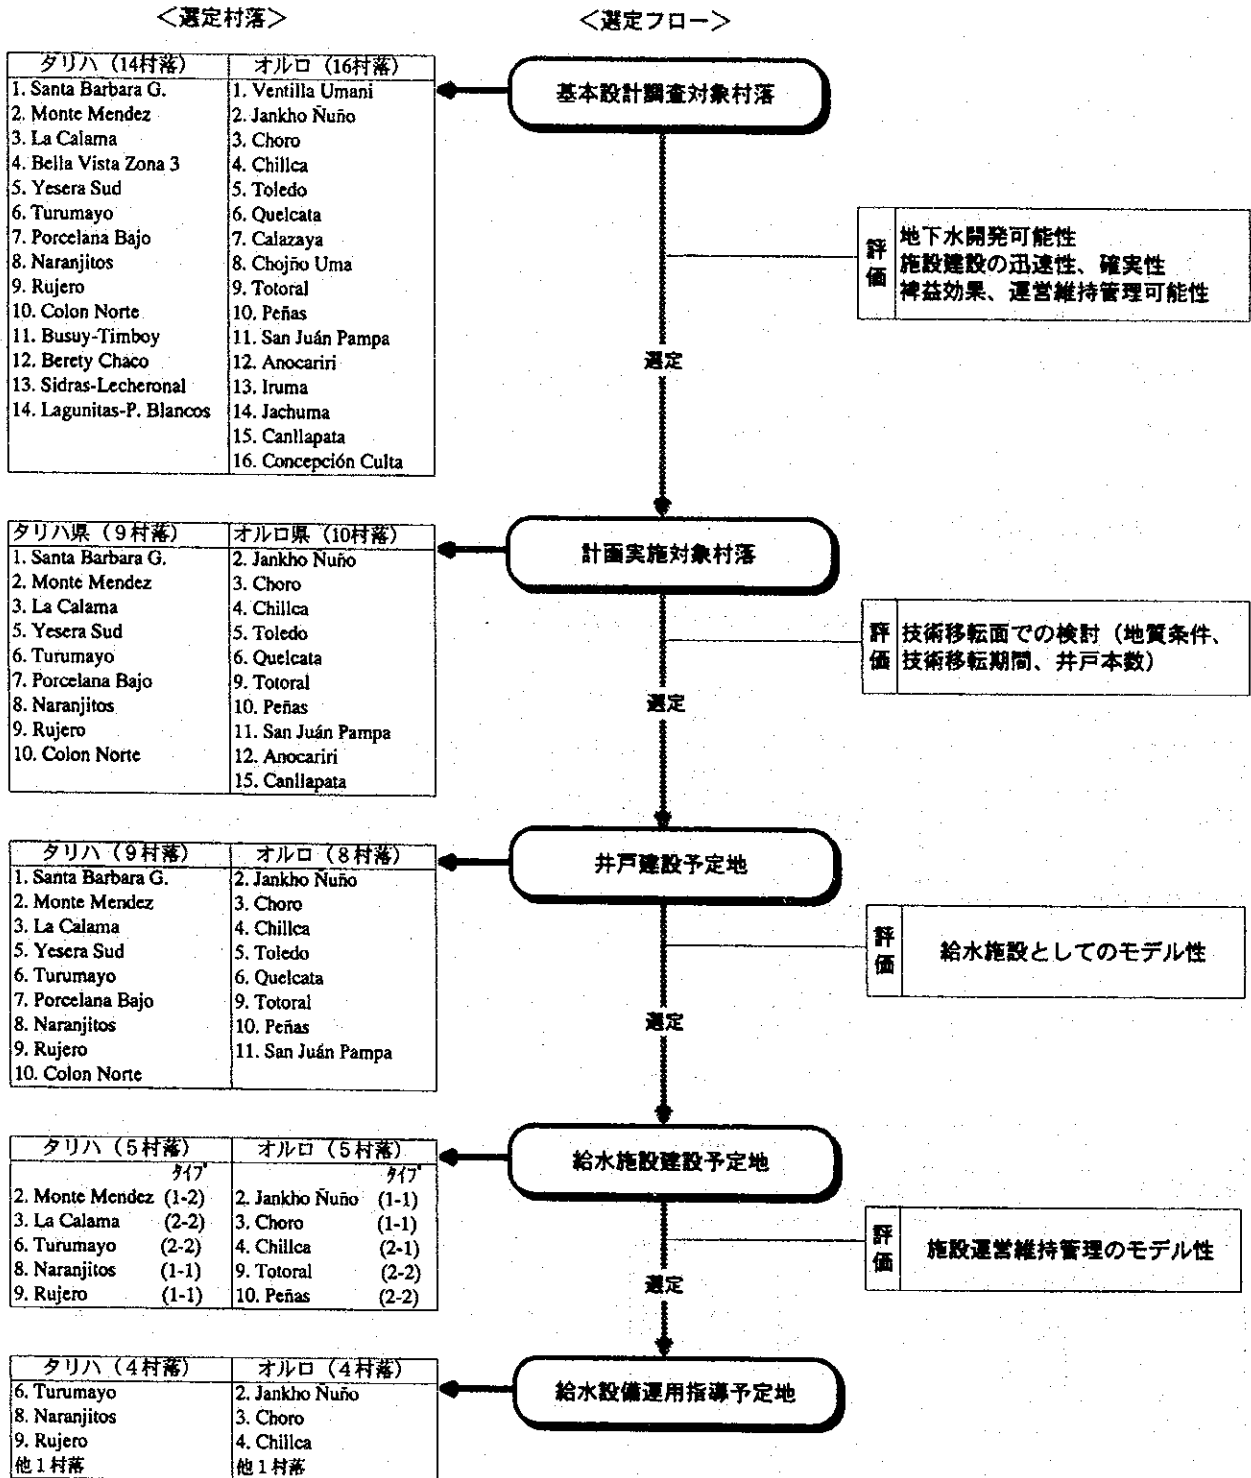 ＜選定村落＞
＜選定フロー＞
タリハ（14村落）
オルロ（16村落）
1. Santa Barbara G.
2. Monte Mendez
3. La Calama
4. Bella Vista Zona 3
5. Yesera Sud
6. Turumayo
7. Porcelana Bajo
8. Naranjitos
9. Rujero
10. Colon Norte
11. Busuy-Timboy
12. Berety Chaco
13. Sidras-Lecheronal
14. Lagunitas-P. Blancos
1. Ventilla Umani
2. Jankho Ñuño
3. Choro
4. Chillca
5. Toledo
6. Quelcata
7. Calazaya
8. Chojño Uma
9. Totoral
10. Peñas
11. San Juán Pampa
12. Anocariri
13. Iruma
14. Jachuma
15. Canllapata
16. Concepción Culta
基本設計調査対象村落
評価
地下水開発可能性
施設建設の迅速性、確実性
裨益効果、運営維持管理可能性
選定
タリハ県（９村落）
オルロ県（10村落）
1. Santa Barbara G.
2. Monte Mendez
3. La Calama
5. Yesera Sud
6. Turumayo
7. Porcelana Bajo
8. Naranjitos
9. Rujero
10. Colon Norte
2. Jankho Ñuño
3. Choro
4. Chillca
5. Toledo
6. Quelcata
9. Totoral
10. Peñas
11. San Juán Pampa
12. Anocariri
15. Canllapata
計画実施対象村落
評価
技術移転面での検討（地質条件、
技術移転期間、井戸本数）
選定
タリハ（９村落）
オルロ（８村落）
1. Santa Barbara G.
2. Monte Mendez
3. La Calama
5. Yesera Sud
6. Turumayo
7. Porcelana Bajo
8. Naranjitos
9. Rujero
10. Colon Norte
2. Jankho Ñuño
3. Choro
4. Chillca
5. Toledo
6. Quelcata
9. Totoral
10. Peñas
11. San Juán Pampa
井戸建設予定地
評価
給水施設としてのモデル性
選定
タリハ（５村落）
オルロ（５村落）
ﾀｲﾌﾟ
2. Monte Mendez (1-2)
3. La Calama (2-2)
6. Turumayo (2-2)
8. Naranjitos (1-1)
9. Rujero (1-1)
ﾀｲﾌﾟ
2. Jankho Ñuño (1-1)
3. Choro (1-1)
4. Chillca (2-1)
9. Totoral (2-2)
10. Peñas (2-2)
給水施設建設予定地
評価
施設運営維持管理のモデル性
選定
タリハ（４村落）
オルロ（４村落）
6. Turumayo
8. Naranjitos
9. Rujero
他１村落
2. Jankho Ñuño
3. Choro
4. Chillca
他１村落
給水設備運用指導予定地